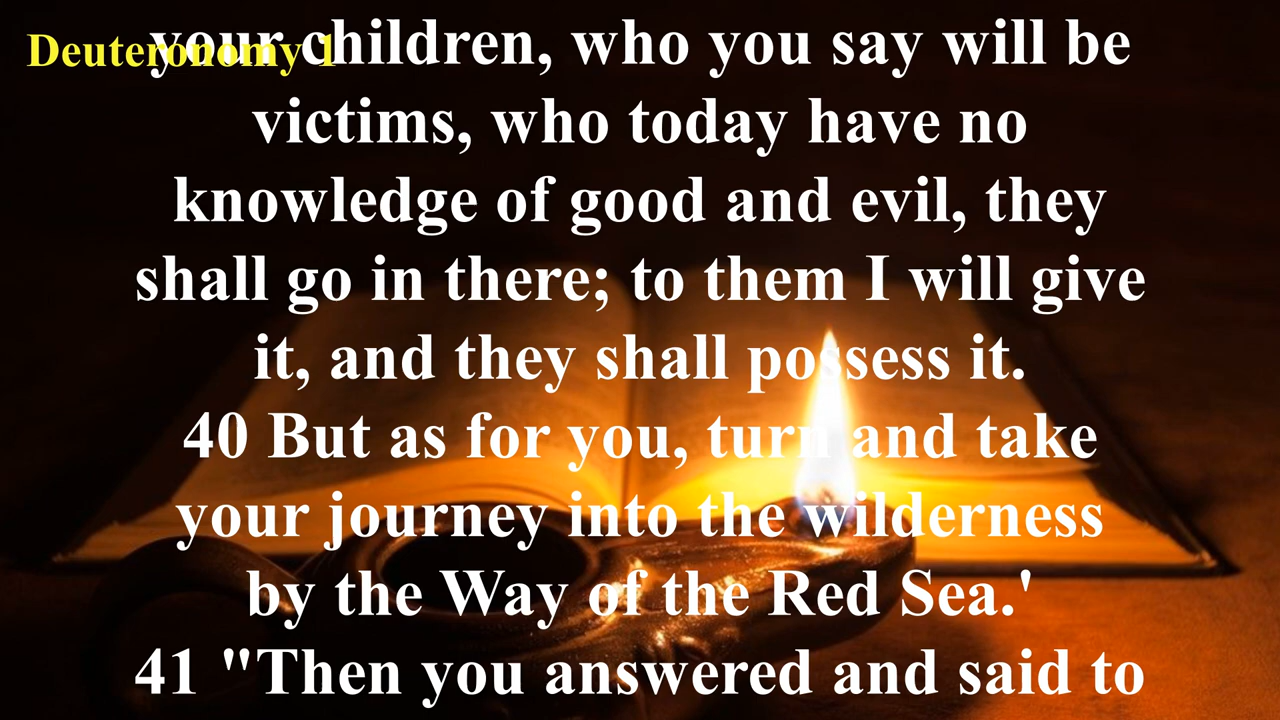 Deuteronomy 1
your children, who you say will be
victims, who today have no
knowledge of good and evil, they
shall go in there; to them I will give
it, and they shall possess it.
40 But as for you, turn and take
your journey into the wilderness
by the Way of the Red Sea.'
41 "Then you answered and said to